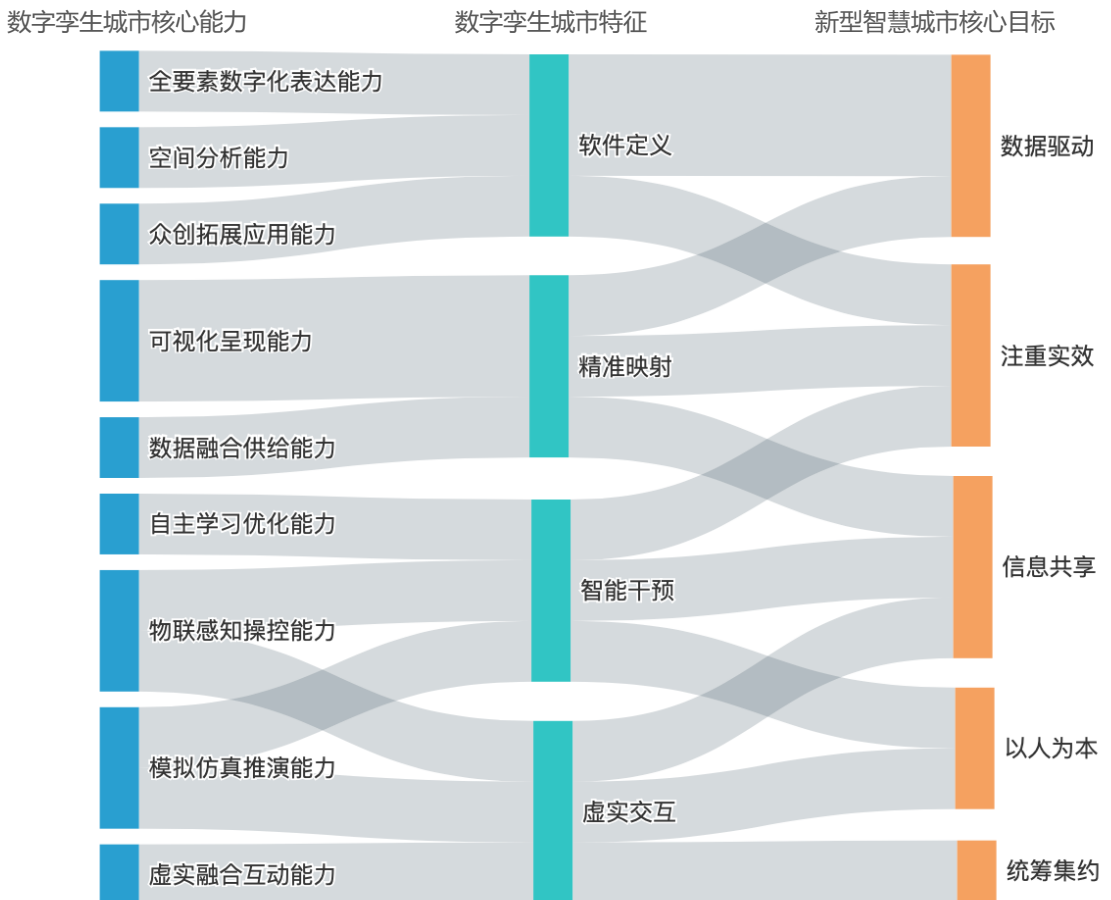 数字孪生城市核心能力
数字孪生城市特征
新型智慧城市核心目标
全要素数字化表达能力
空间分析能力
众创拓展应用能力
可视化呈现能力
数据融合供给能力
自主学习优化能力
物联感知操控能力
模拟仿真推演能力
虚实融合互动能力
软件定义
精准映射
智能干预
虚实交互
数据驱动
注重实效
信息共享
以人为本
统筹集约